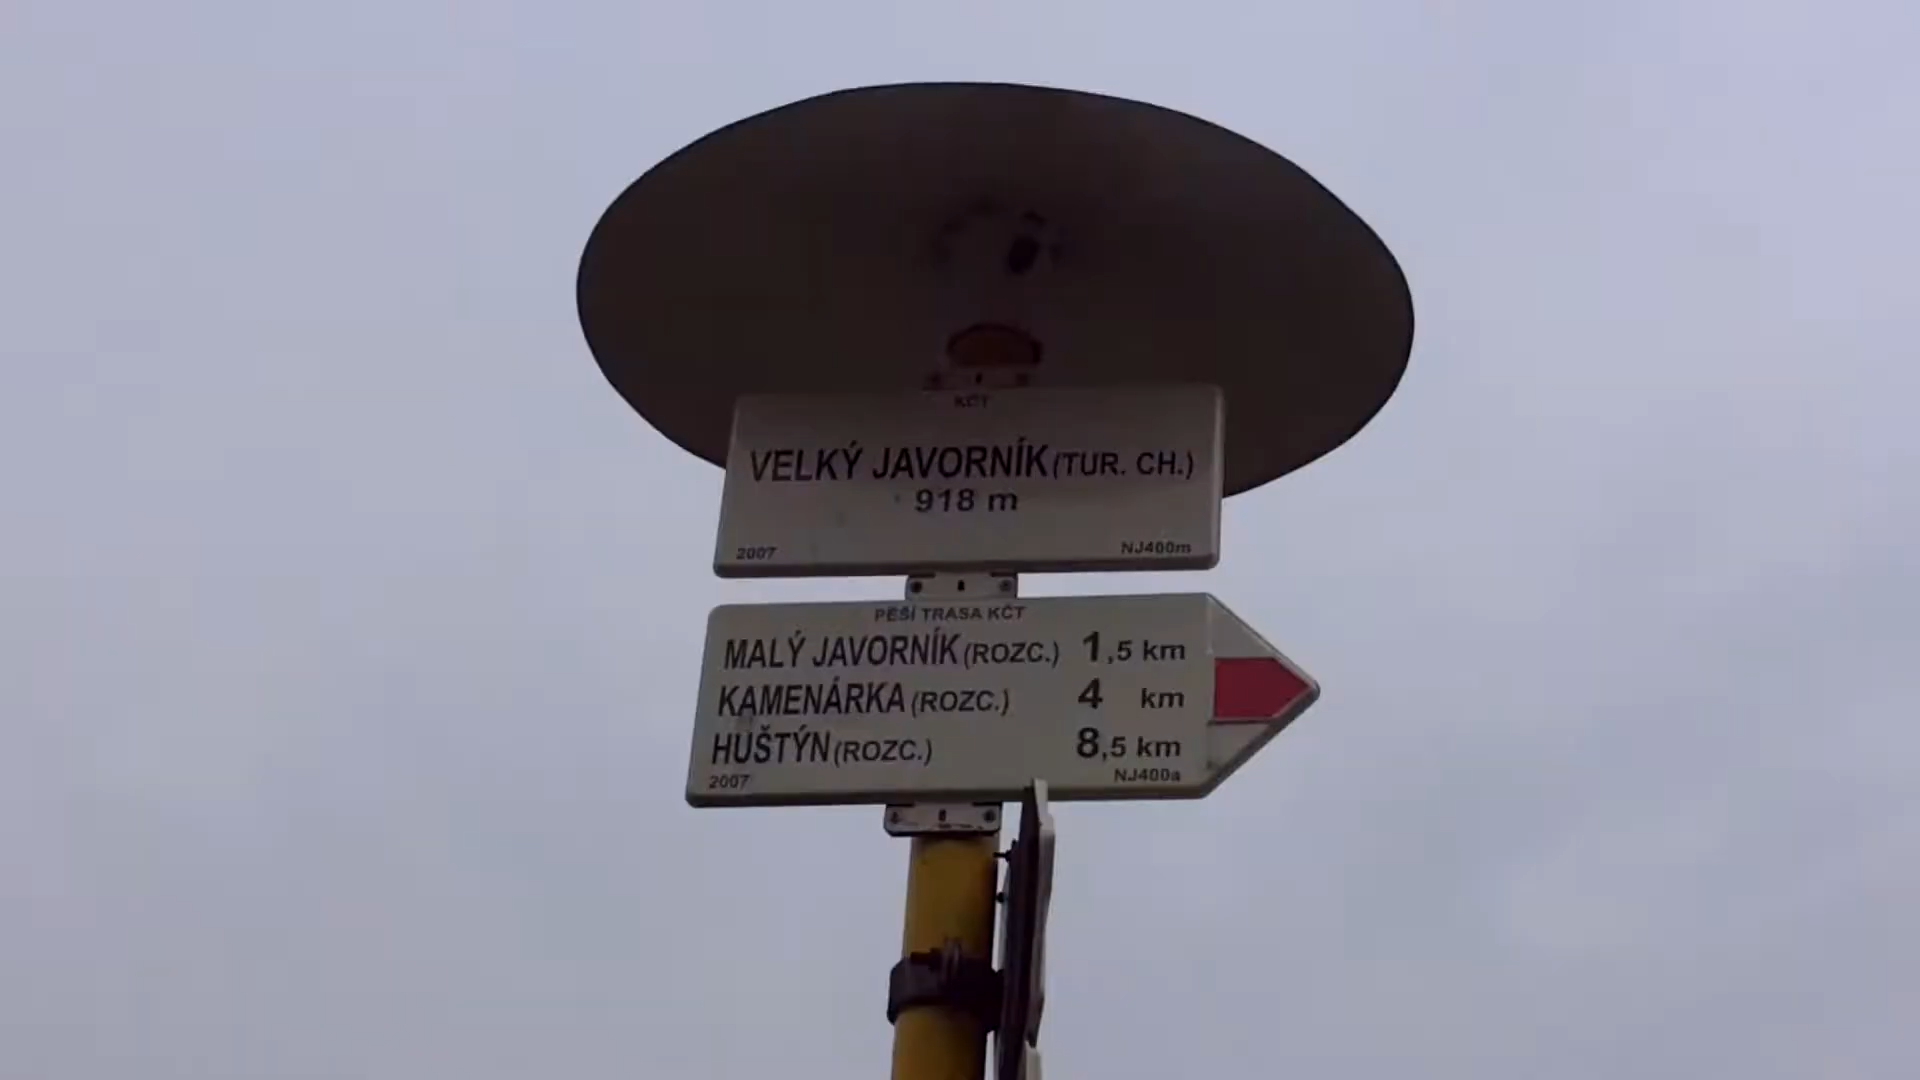 KČT
VELKÝ JAVORNÍK (TUR. CH.)
918 m
2007 NJ400m
PĚŠÍ TRASA KČT
MALÝ JAVORNÍK (ROZC.) 1,5 km
KAMENÁRKA (ROZC.) 4 km
HUŠTÝN (ROZC.) 8,5 km
2007 NJ400a